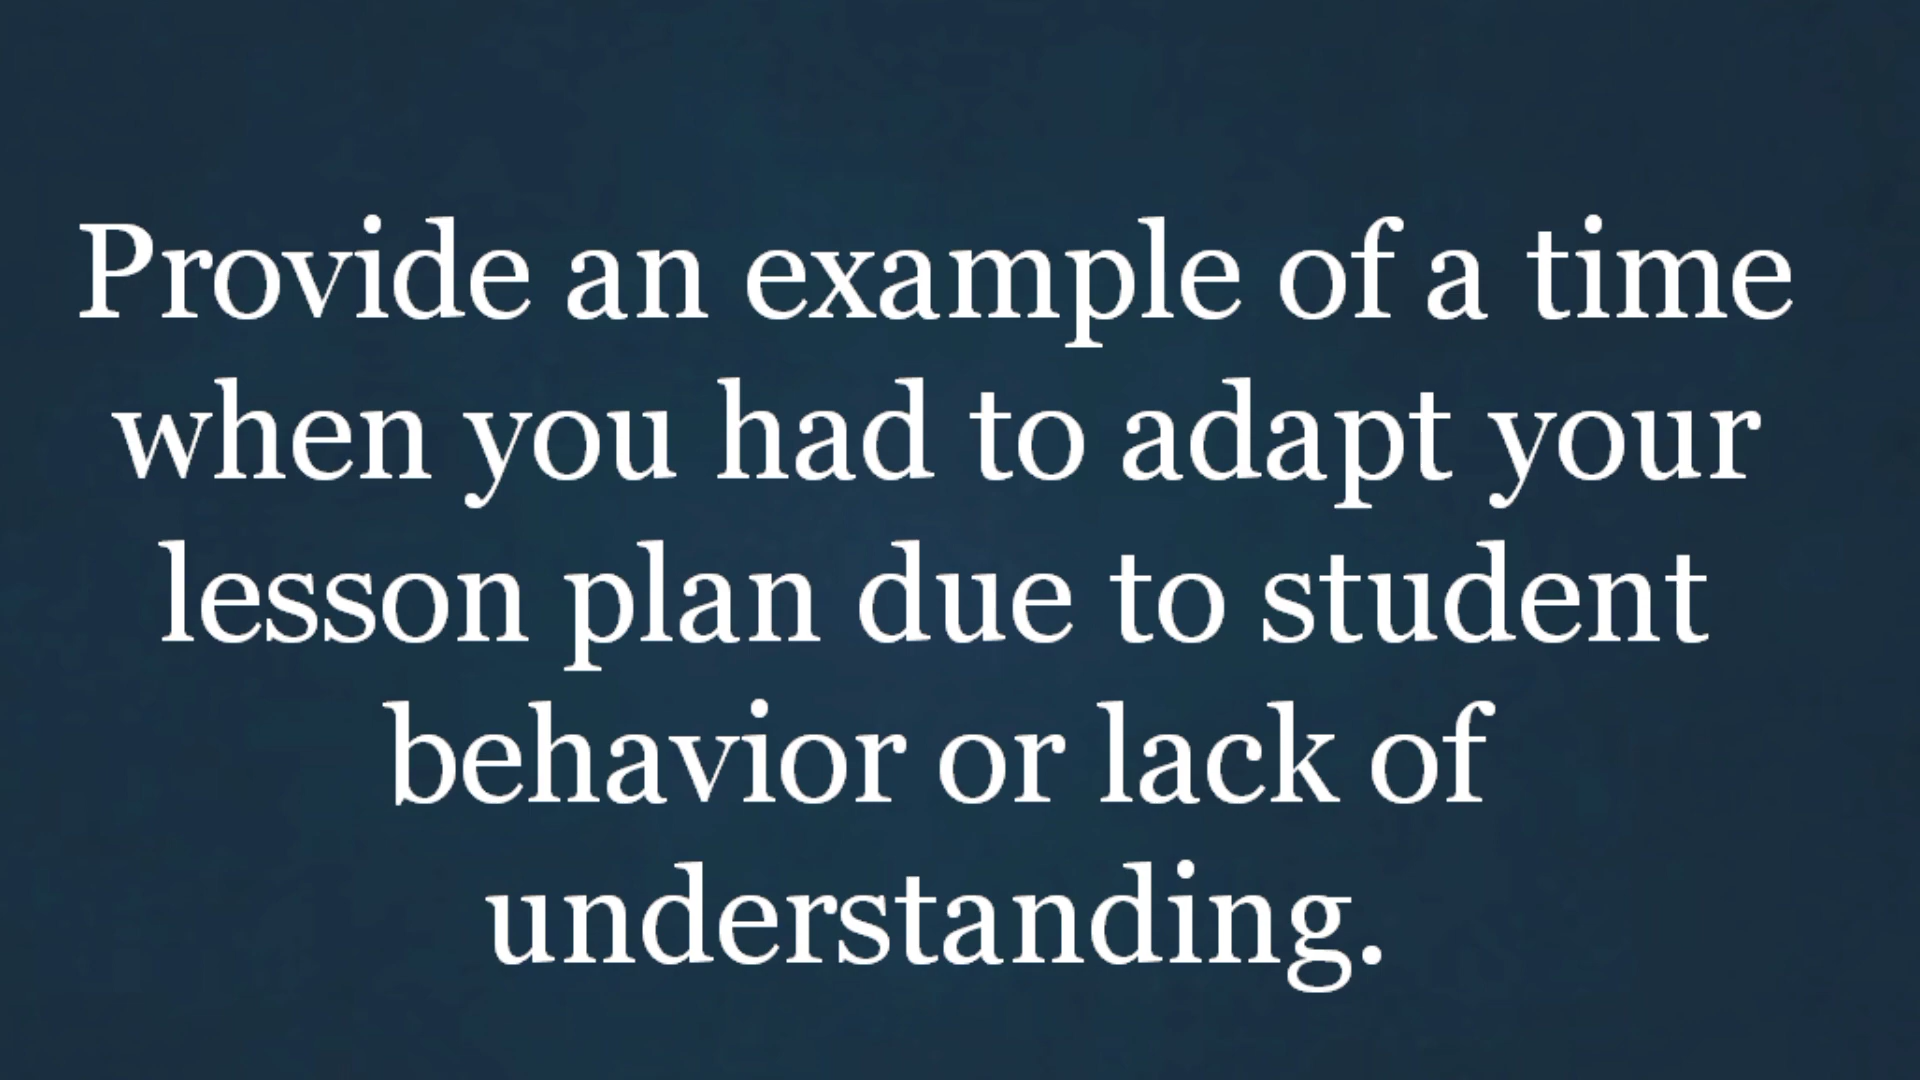 Provide an example of a time
when you had to adapt your
lesson plan due to student
behavior or lack of
understanding.